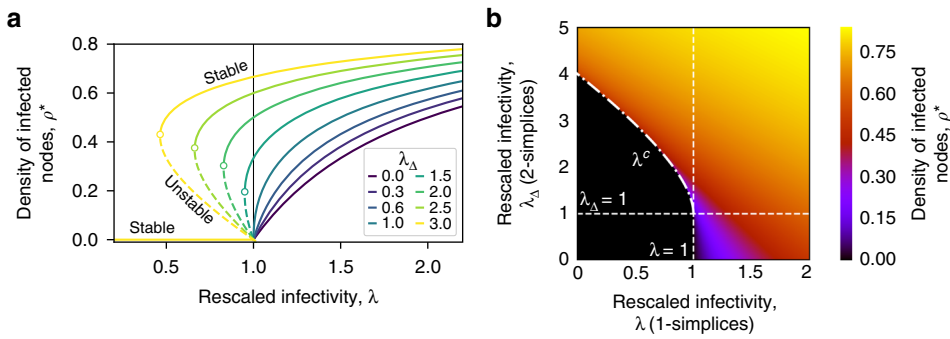 a
Density of infected
nodes, ρ*
0.8
0.6
0.4
0.2
0.0
Stable
Unstable
Stable
λΔ
0.0 1.5
0.3 2.0
0.6 2.5
1.0 3.0
0.5 1.0 1.5 2.0
Rescaled infectivity, λ
b
Rescaled infectivity,
λΔ (2-simplices)
5
4
3
2
1
0
λc
λΔ = 1
λ = 1
0 0.5 1 1.5 2
Rescaled infectivity,
λ (1-simplices)
0.75
0.60
0.45
0.30
0.15
0.00
Density of infected
nodes, ρ*